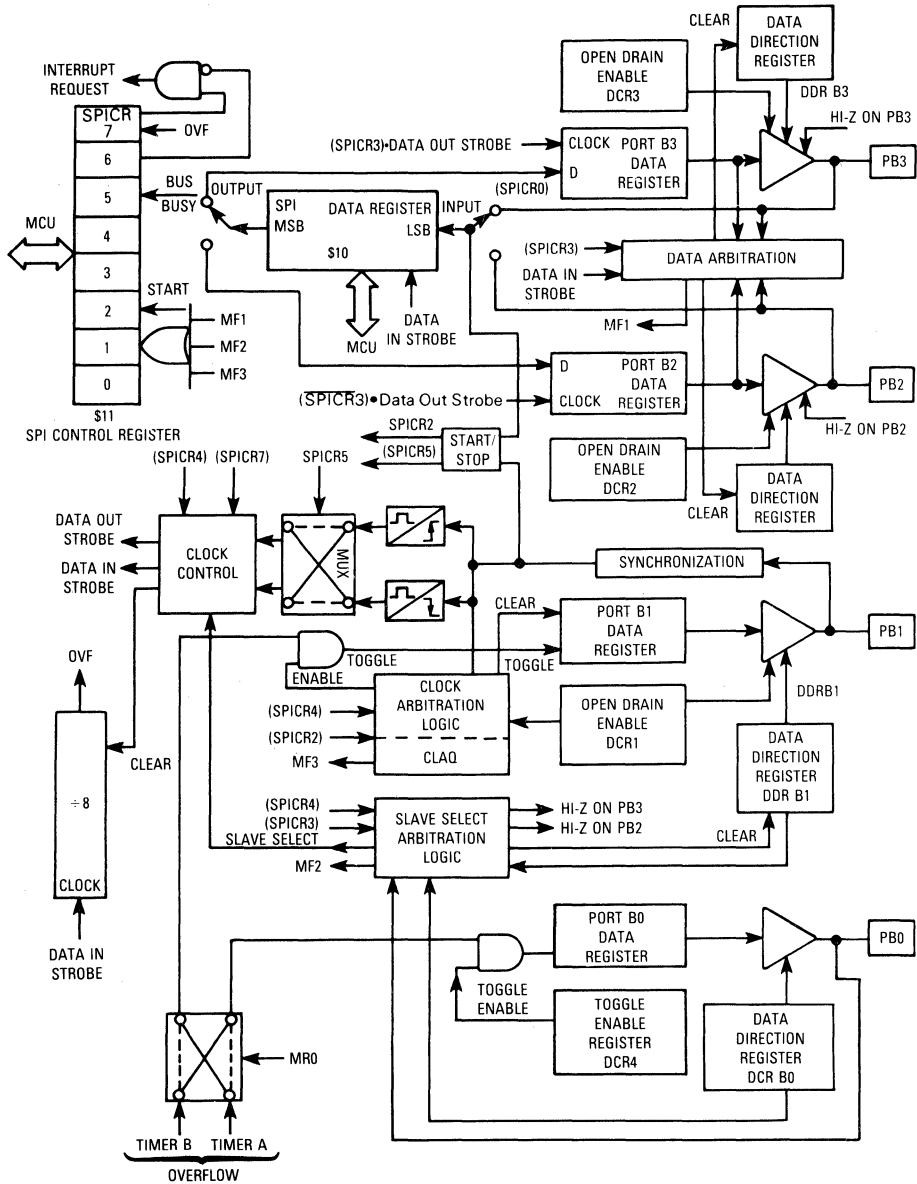 CLEAR
DATA
DIRECTION
REGISTER
OPEN DRAIN
ENABLE
DCR3
INTERRUPT
REQUEST
DDR B3
HI-Z ON PB3
SPICR
7
OVF
6
5
4
3
2
1
0
$11
SPI CONTROL REGISTER
MCU
BUS
BUSY
START
MF1
MF2
MF3
(SPICR3)•DATA OUT STROBE
CLOCK
D
PORT B3
DATA
REGISTER
PB3
OUTPUT
SPI
MSB
DATA REGISTER
LSB
$10
INPUT
(SPICR0)
MCU
DATA
IN STROBE
(SPICR3)
DATA IN
STROBE
DATA ARBITRATION
MF1
D
CLOCK
PORT B2
DATA
REGISTER
PB2
(SPICR3)•Data Out Strobe
HI-Z ON PB2
OPEN DRAIN
ENABLE
DCR2
CLEAR
DATA
DIRECTION
REGISTER
SPICR2
(SPICR5)
START/
STOP
(SPICR4)
(SPICR7)
SPICR5
DATA OUT
STROBE
DATA IN
STROBE
CLOCK
CONTROL
MUX
SYNCHRONIZATION
CLEAR
PORT B1
DATA
REGISTER
PB1
TOGGLE
TOGGLE
ENABLE
OVF
÷8
CLOCK
CLEAR
DATA IN
STROBE
(SPICR4)
(SPICR2)
MF3
CLOCK
ARBITRATION
LOGIC
CLAQ
OPEN DRAIN
ENABLE
DCR1
DDRB1
DATA
DIRECTION
REGISTER
DDR B1
(SPICR4)
(SPICR3)
SLAVE SELECT
MF2
SLAVE SELECT
ARBITRATION
LOGIC
HI-Z ON PB3
HI-Z ON PB2
CLEAR
PORT B0
DATA
REGISTER
PB0
TOGGLE
ENABLE
TOGGLE
ENABLE
REGISTER
DCR4
DATA
DIRECTION
REGISTER
DCR B0
MR0
TIMER B
TIMER A
OVERFLOW